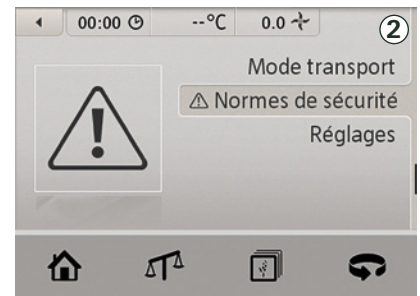 00:00 --°C 0.0
2
Mode transport
Normes de sécurité
Réglages